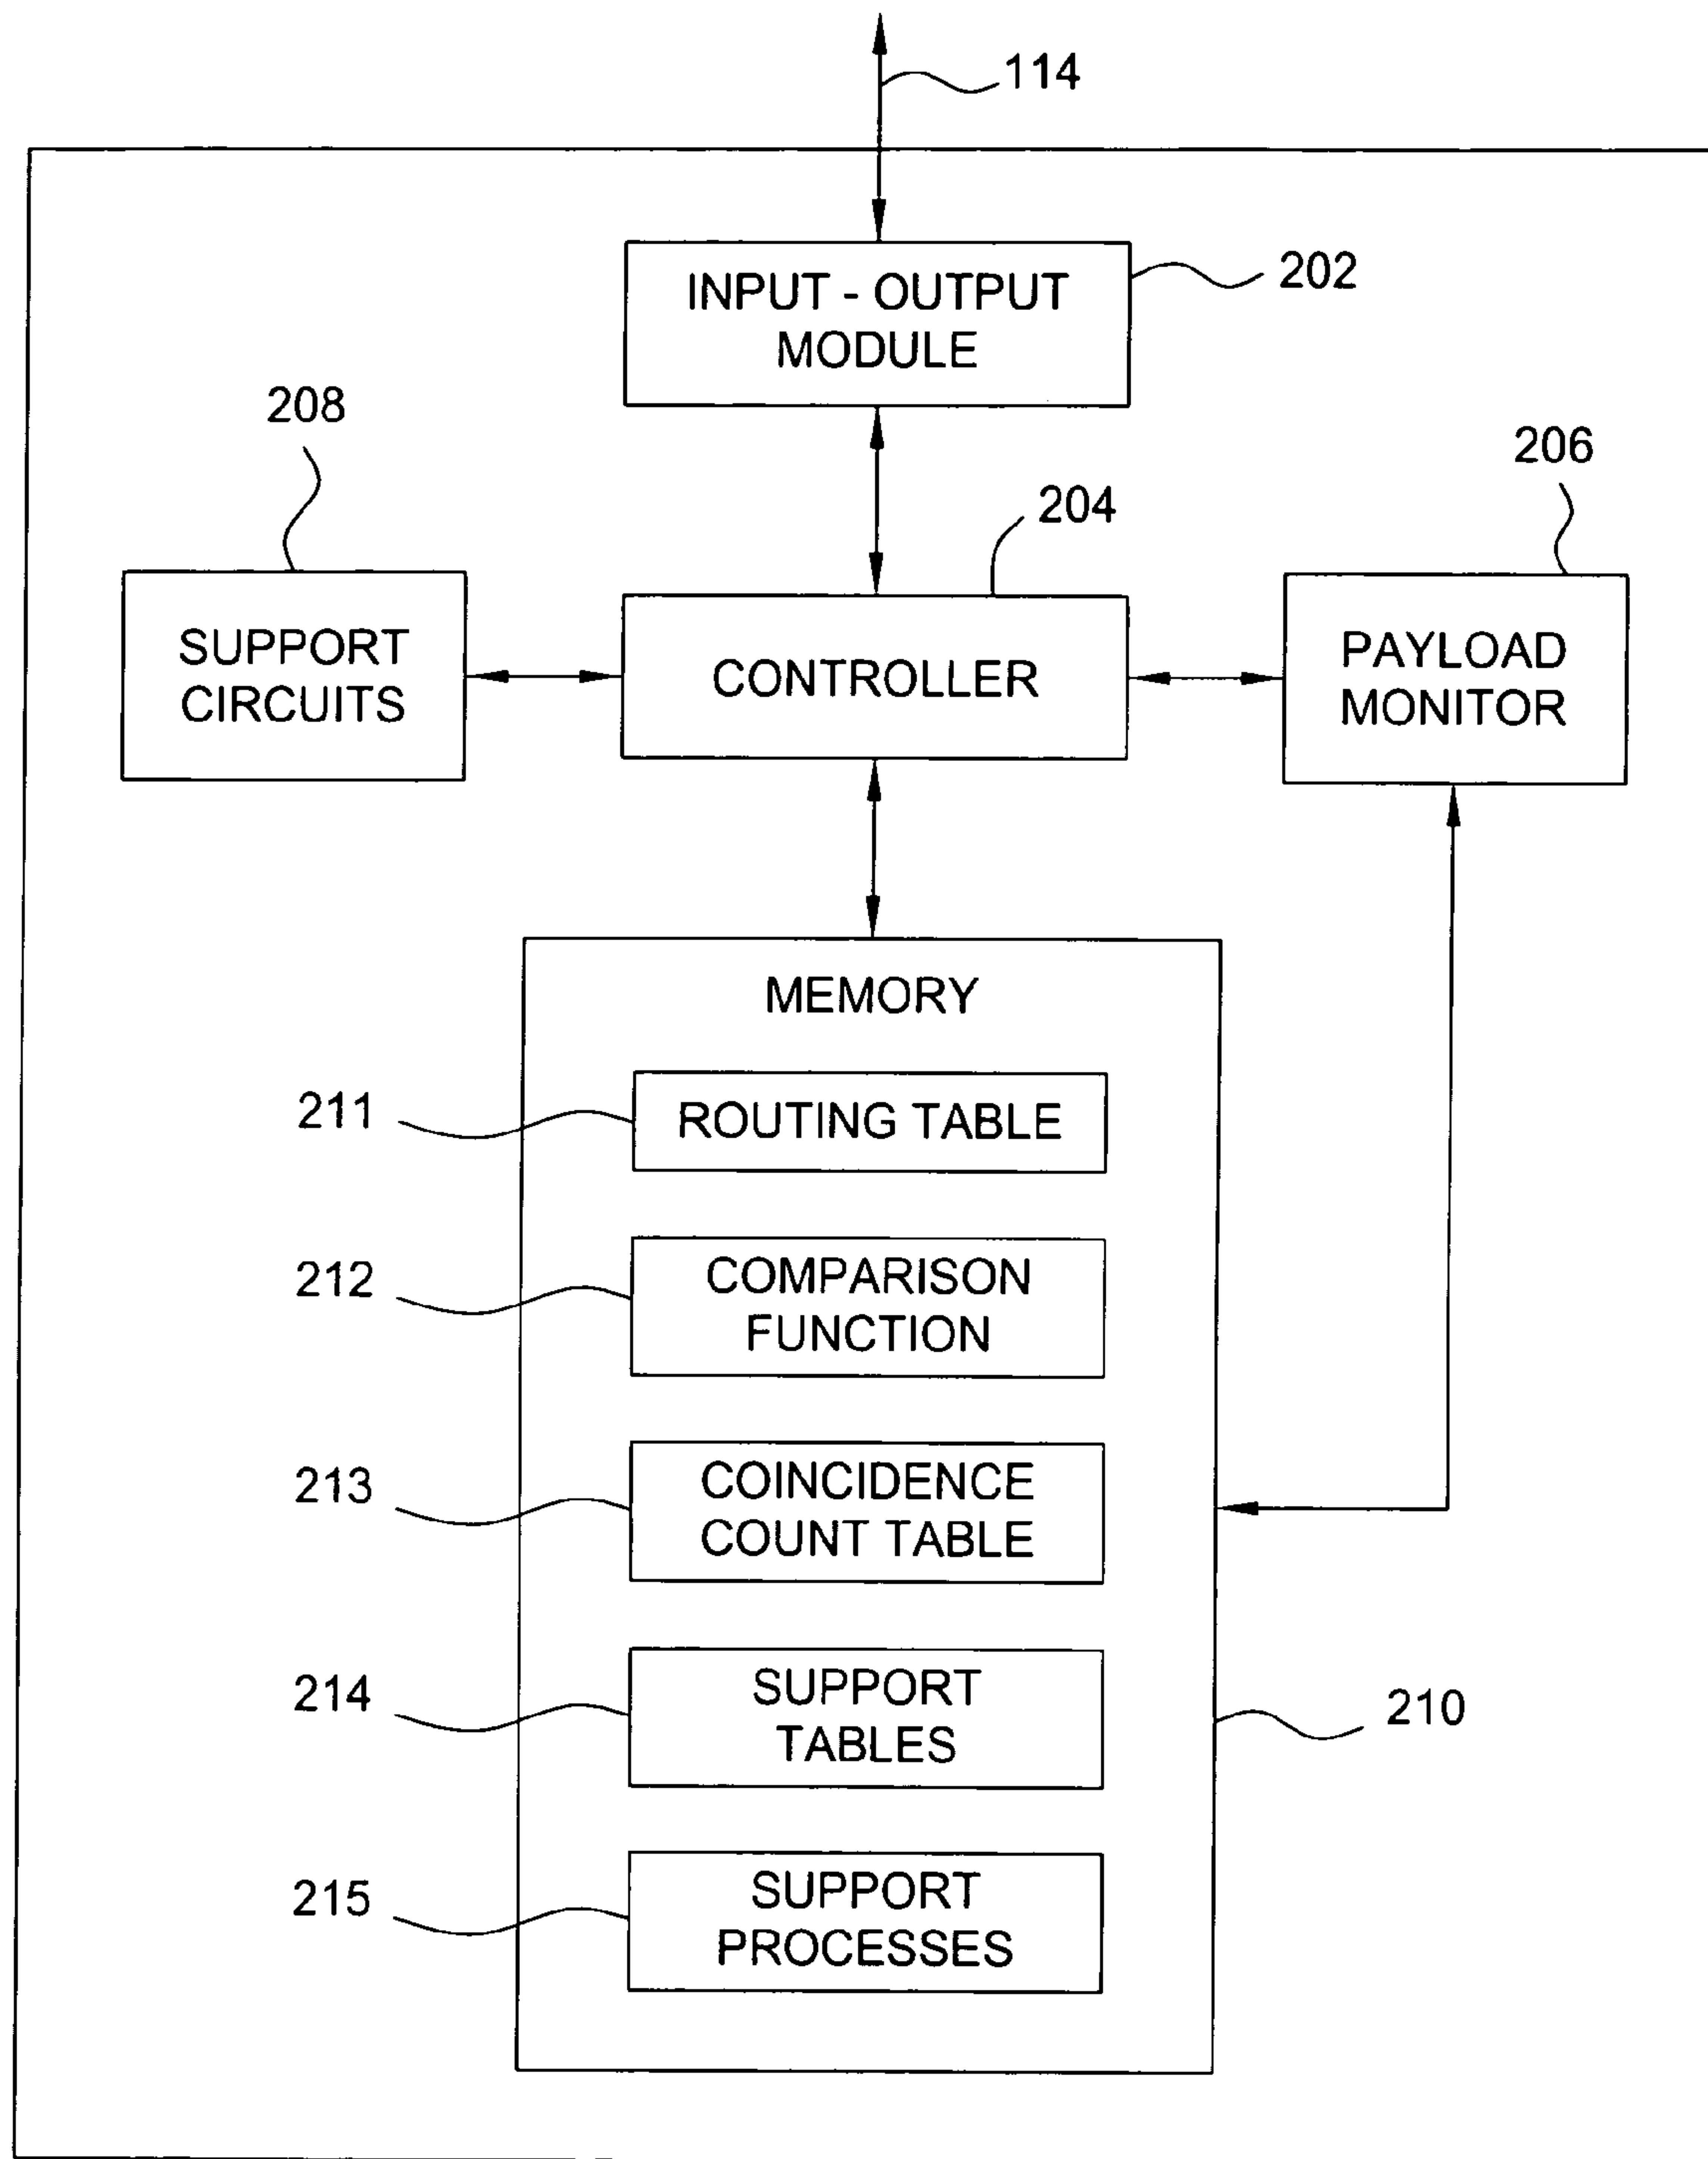 114
INPUT - OUTPUT
MODULE
202
208
206
204
SUPPORT
CIRCUITS
CONTROLLER
PAYLOAD
MONITOR
MEMORY
211
ROUTING TABLE
212
COMPARISON
FUNCTION
213
COINCIDENCE
COUNT TABLE
214
SUPPORT
TABLES
210
215
SUPPORT
PROCESSES